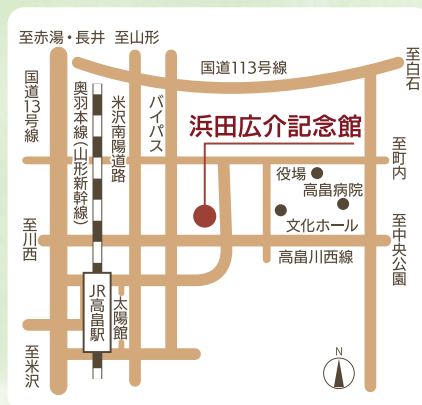 至赤湯・長井
至山形
国道113号線
至白石
国道13号線
奥羽本線(山形新幹線)
米沢南陽道路
バイパス
浜田広介記念館
至町内
役場
高畠病院
文化ホール
至川西
高畠川西線
至中央公園
JR高畠駅
太陽館
至米沢
N